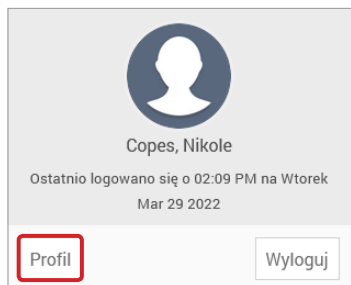 Copes, Nikole
Ostatnio logowano się o 02:09 PM na Wtorek
Mar 29 2022
Profil
Wyloguj